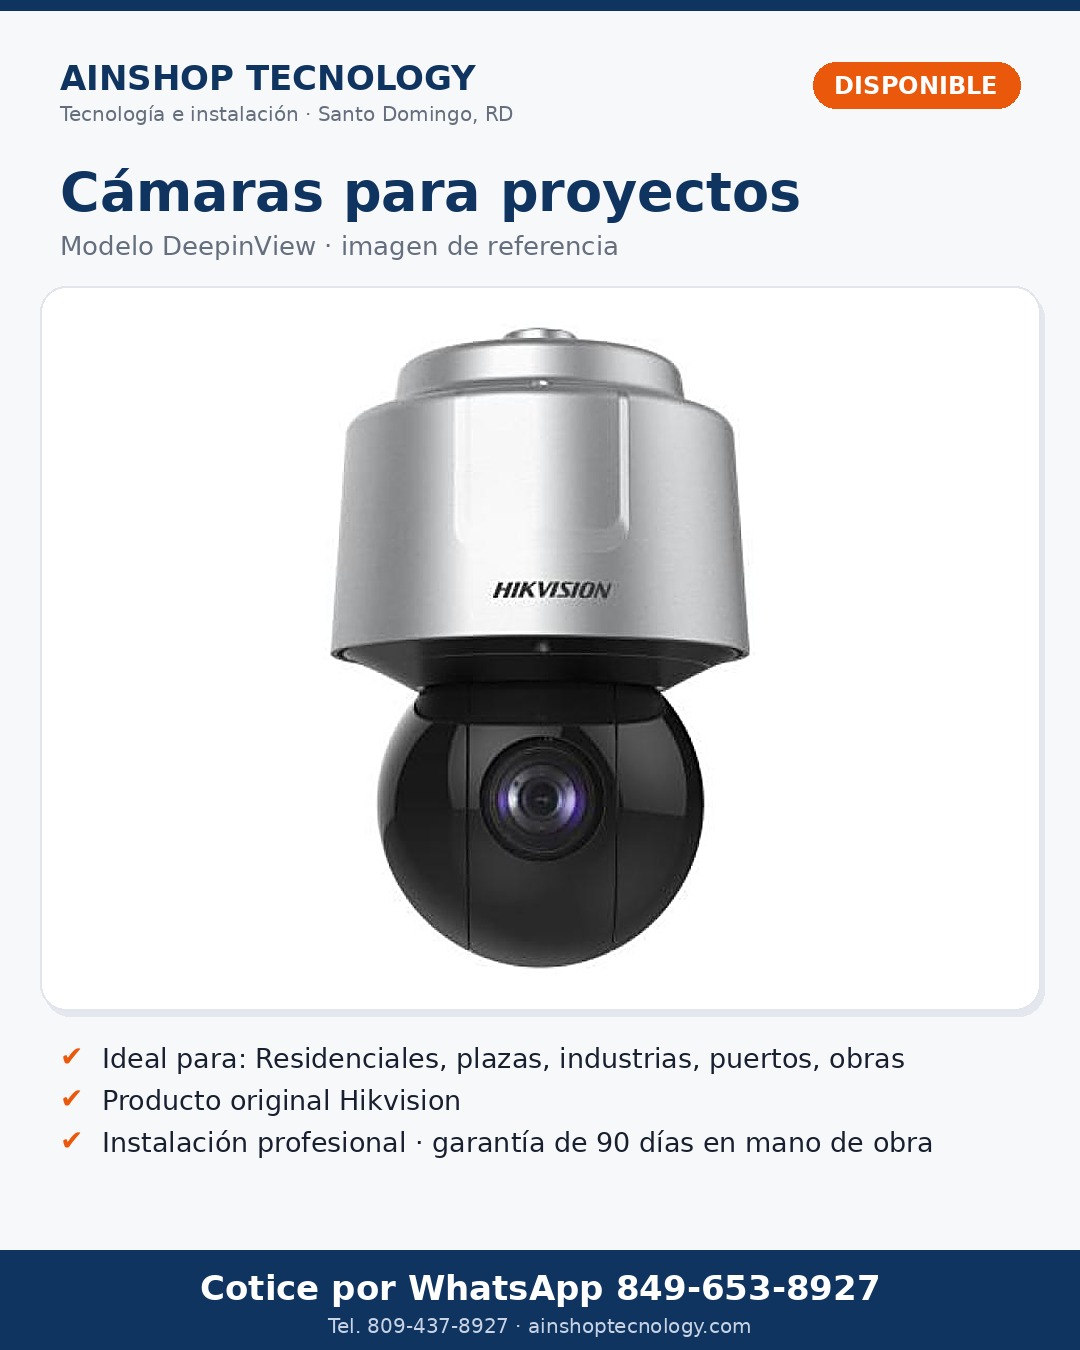 AINSHOP TECNOLOGY
Tecnología e instalación · Santo Domingo, RD
DISPONIBLE
Cámaras para proyectos
Modelo DeepinView · imagen de referencia
HIKVISION
✔ Ideal para: Residenciales, plazas, industrias, puertos, obras
✔ Producto original Hikvision
✔ Instalación profesional · garantía de 90 días en mano de obra
Cotice por WhatsApp 849-653-8927
Tel. 809-437-8927 · ainshoptecnology.com